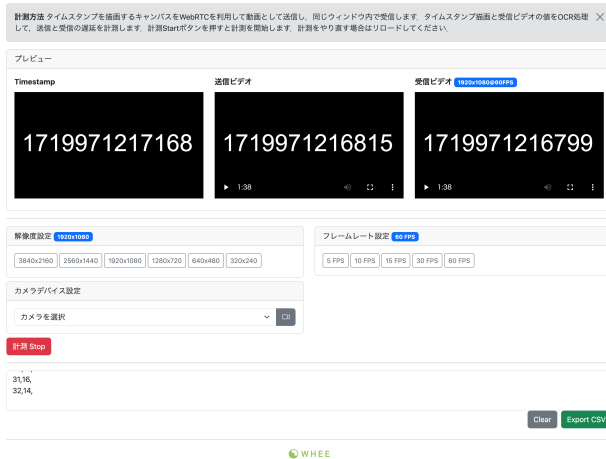 計測方法 タイムスタンプを描画するキャンバスをWebRTCを利用して動画として送信し、同じウィンドウ内で受信します。タイムスタンプ描画と受信ビデオの値をOCR処理
して、送信と受信の遅延を計測します。計測Startボタンを押すと計測を開始します。計測をやり直す場合はリロードしてください。
プレビュー
Timestamp 送信ビデオ 受信ビデオ 1920x1080@60FPS
1719971217168 1719971216815 1719971216799
1:38 1:38
解像度設定 1920x1080 フレームレート設定 60 FPS
3840x2160 2560x1440 1920x1080 1280x720 640x480 320x240 5 FPS 10 FPS 15 FPS 30 FPS 60 FPS
カメラデバイス設定
カメラを選択
計測 Stop
31,16,
32,14,
Clear Export CSV
WHEE